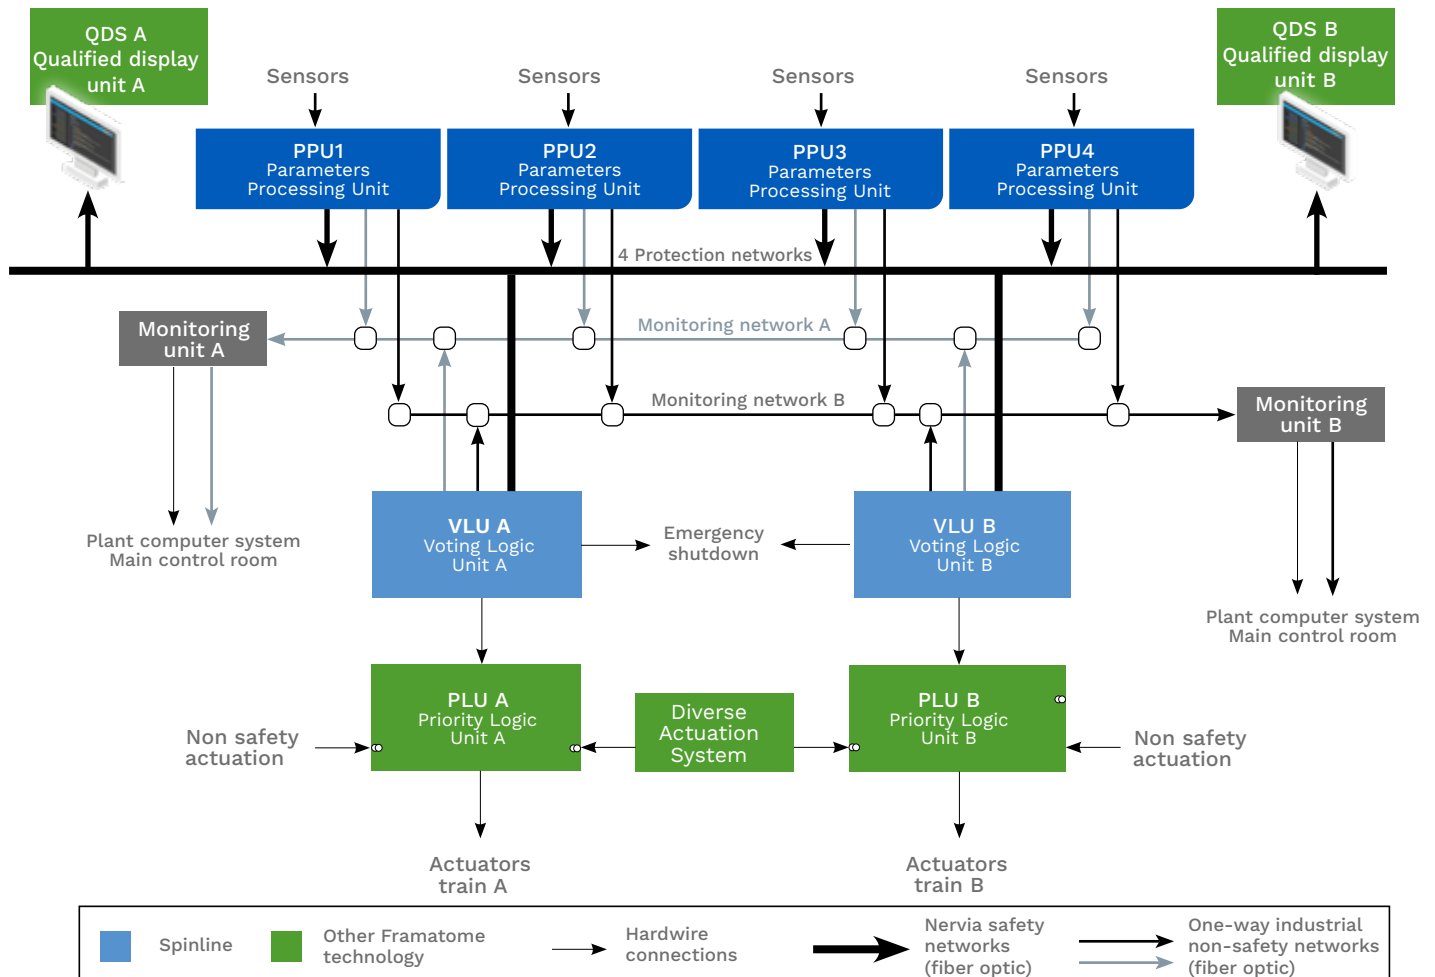 QDS A
Qualified display
unit A
QDS B
Qualified display
unit B
Sensors
Sensors
Sensors
Sensors
PPU1
Parameters
Processing Unit
PPU2
Parameters
Processing Unit
PPU3
Parameters
Processing Unit
PPU4
Parameters
Processing Unit
4 Protection networks
Monitoring
unit A
Monitoring network A
Monitoring network B
Monitoring
unit B
VLU A
Voting Logic
Unit A
Emergency
shutdown
VLU B
Voting Logic
Unit B
Plant computer system
Main control room
Plant computer system
Main control room
PLU A
Priority Logic
Unit A
Diverse
Actuation
System
PLU B
Priority Logic
Unit B
Non safety
actuation
Non safety
actuation
Actuators
train A
Actuators
train B
Spinline
Other Framatome
technology
Hardwire
connections
Nervia safety
networks
(fiber optic)
One-way industrial
non-safety networks
(fiber optic)